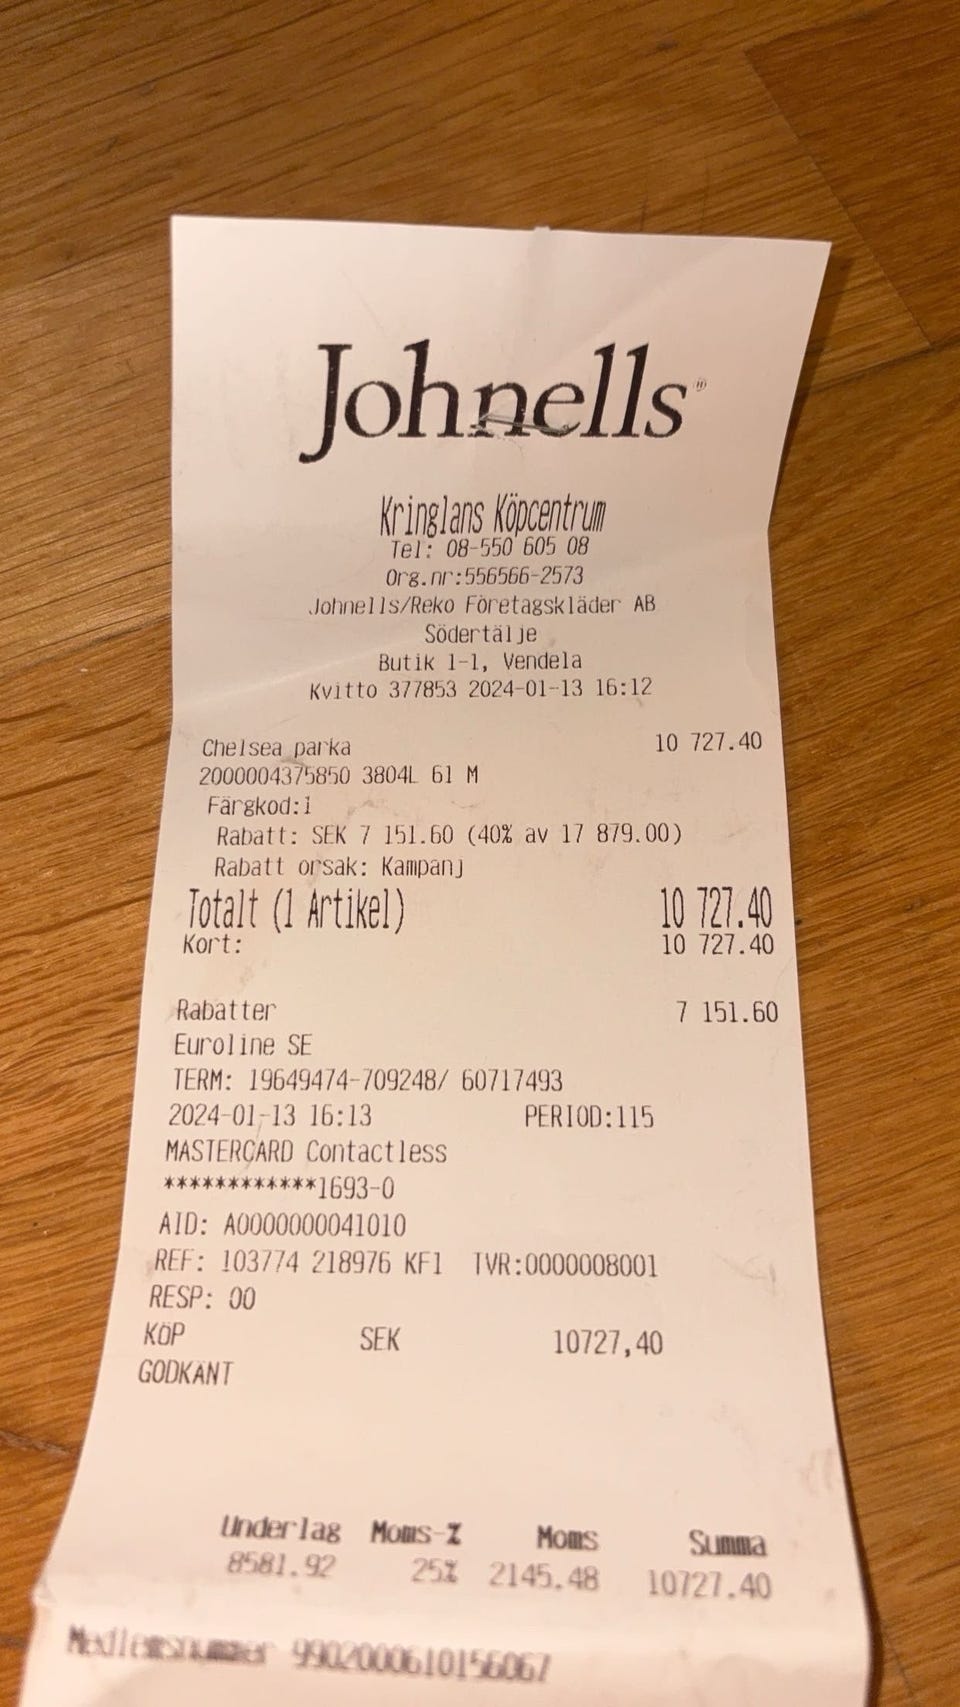 Johnells®
Kringlans Köpcentrum
Tel: 08-550 605 08
Org.nr:556566-2573
Johnells/Reko Företagskläder AB
Södertälje
Butik 1-1, Vendela
Kvitto 377853 2024-01-13 16:12
Chelsea parka 10 727.40
2000004375850 3804L 61 M
Färgkod:1
Rabatt: SEK 7 151.60 (40% av 17 879.00)
Rabatt orsak: Kampanj
Totalt (1 Artikel) 10 727.40
Kort: 10 727.40
Rabatter 7 151.60
Euroline SE
TERM: 19649474-709248/ 60717493
2024-01-13 16:13 PERIOD:115
MASTERCARD Contactless
************1693-0
AID: A0000000041010
REF: 103774 218976 KF1 TVR:0000008001
RESP: 00
KÖP SEK 10727,40
GODKÄNT
Underlag Moms-% Moms Summa
8581.92 25% 2145.48 10727.40
Medlemsnummer 9902000610156067